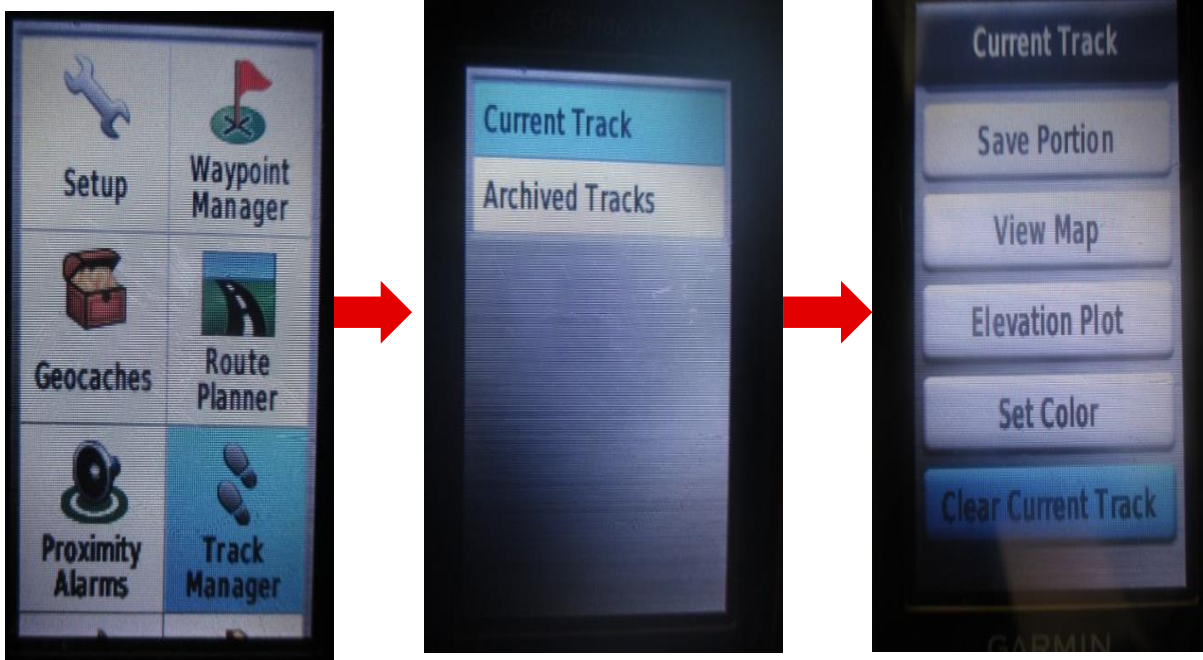 Setup
Waypoint
Manager
Geocaches
Route
Planner
Proximity
Alarms
Track
Manager
Current Track
Archived Tracks
Current Track
Save Portion
View Map
Elevation Plot
Set Color
Clear Current Track
GARMIN